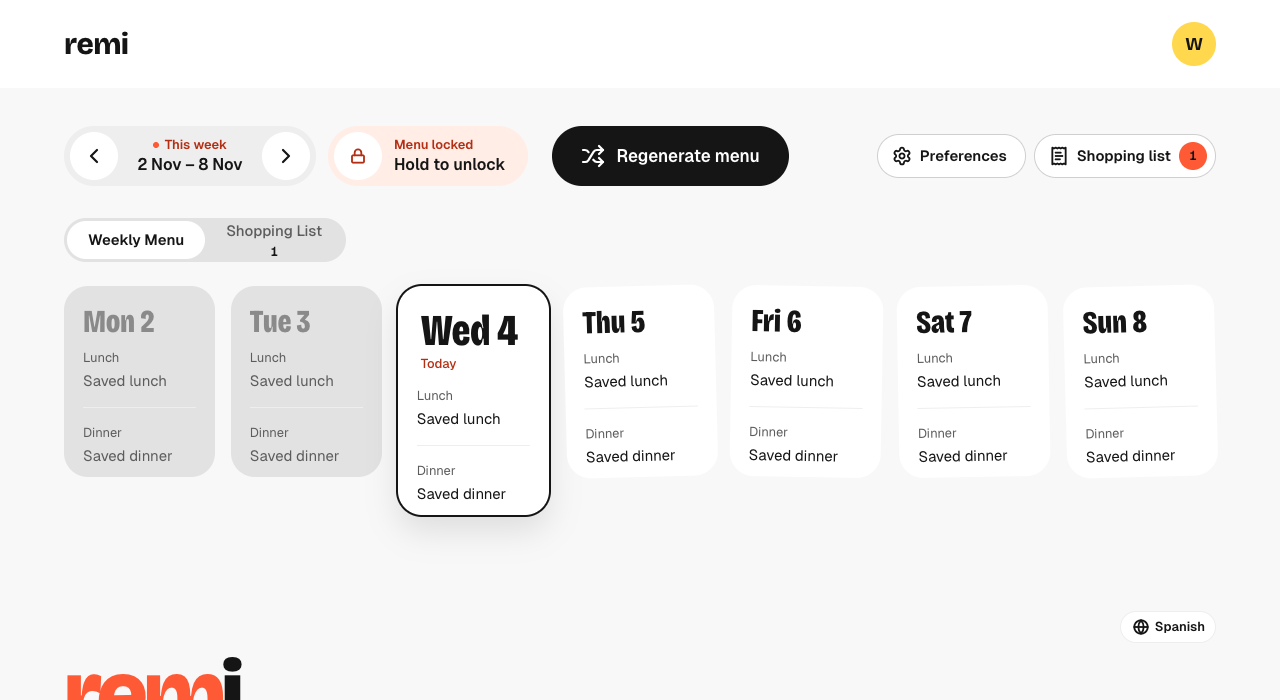 remi
W
This week
2 Nov – 8 Nov
Menu locked
Hold to unlock
Regenerate menu
Preferences
Shopping list 1
Weekly Menu
Shopping List
1
Mon 2
Lunch
Saved lunch
Dinner
Saved dinner
Tue 3
Lunch
Saved lunch
Dinner
Saved dinner
Wed 4
Today
Lunch
Saved lunch
Dinner
Saved dinner
Thu 5
Lunch
Saved lunch
Dinner
Saved dinner
Fri 6
Lunch
Saved lunch
Dinner
Saved dinner
Sat 7
Lunch
Saved lunch
Dinner
Saved dinner
Sun 8
Lunch
Saved lunch
Dinner
Saved dinner
Spanish
remi